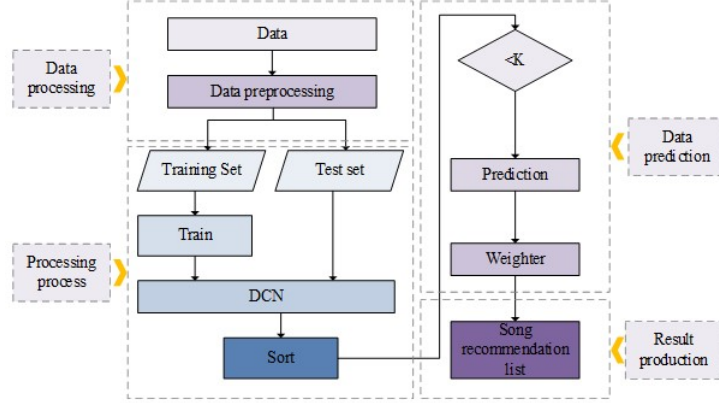 Data
processing
Data
Data preprocessing
Training Set
Test set
Train
Processing
process
DCN
Sort
<K
Prediction
Weighter
Data
prediction
Song
recommendation
list
Result
production